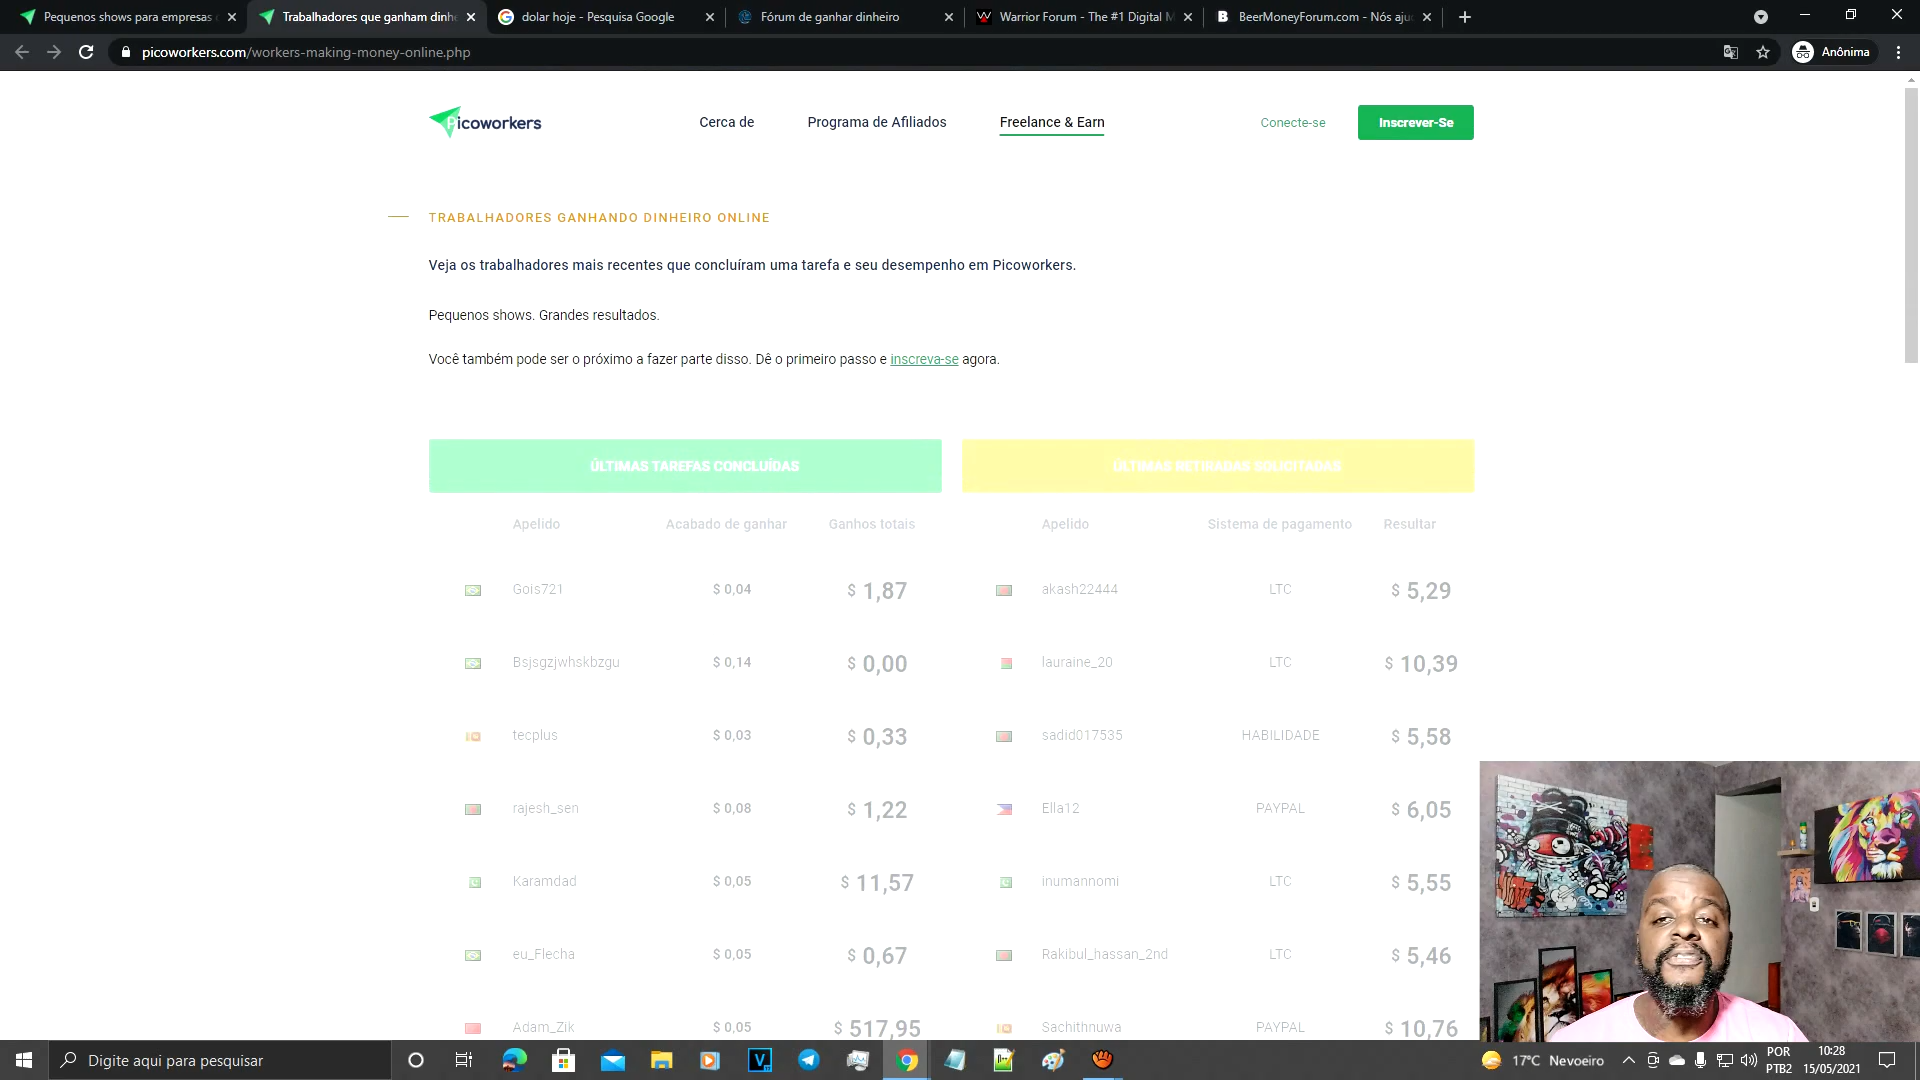 Pequenos shows para empresas
Trabalhadores que ganham dinhe
dolar hoje - Pesquisa Google
Fórum de ganhar dinheiro
Warrior Forum - The #1 Digital M
BeerMoneyForum.com - Nós aju
picoworkers.com/workers-making-money-online.php
Anônima
Picoworkers
Cerca de
Programa de Afiliados
Freelance & Earn
Conecte-se
Inscrever-Se
TRABALHADORES GANHANDO DINHEIRO ONLINE
Veja os trabalhadores mais recentes que concluíram uma tarefa e seu desempenho em Picoworkers.
Pequenos shows. Grandes resultados.
Você também pode ser o próximo a fazer parte disso. Dê o primeiro passo e inscreva-se agora.
ÚLTIMAS TAREFAS CONCLUÍDAS
ÚLTIMAS RETIRADAS SOLICITADAS
Apelido Acabado de ganhar Ganhos totais
Apelido Sistema de pagamento Resultar
Gois721 $ 0,04 $ 1,87
akash22444 LTC $ 5,29
Bsjsgzjwhskbzgu $ 0,14 $ 0,00
lauraine_20 LTC $ 10,39
tecplus $ 0,03 $ 0,33
sadid017535 HABILIDADE $ 5,58
rajesh_sen $ 0,08 $ 1,22
Ella12 PAYPAL $ 6,05
Karamdad $ 0,05 $ 11,57
inumannomi LTC $ 5,55
eu_Flecha $ 0,05 $ 0,67
Rakibul_hassan_2nd LTC $ 5,46
Adam_Zik $ 0,05 $ 517,95
Sachithnuwa PAYPAL $ 10,76
Digite aqui para pesquisar
17°C Nevoeiro
POR
PTB2
10:28
15/05/2021